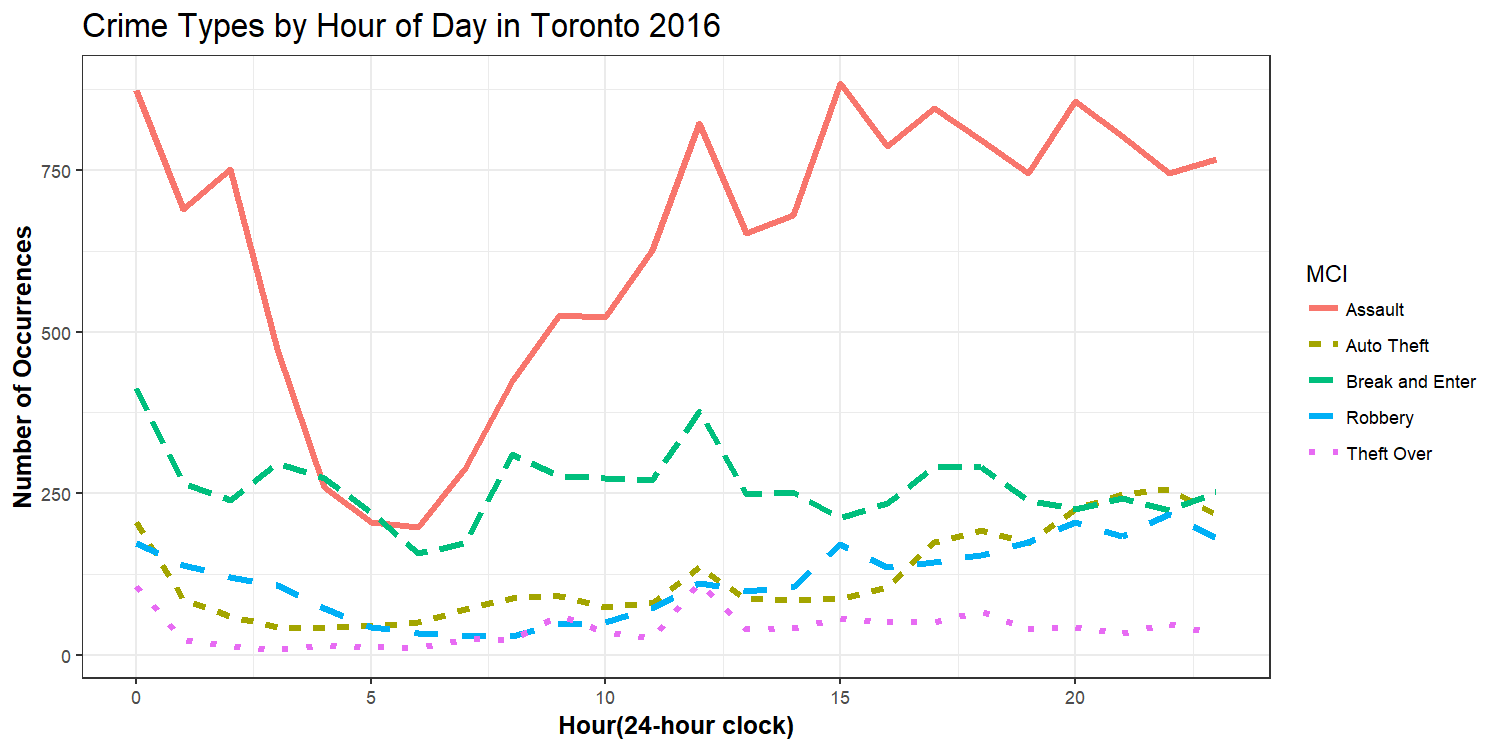 Crime Types by Hour of Day in Toronto 2016
Number of Occurrences
750
500
250
0
0 5 10 15 20
Hour(24-hour clock)
MCI
Assault
Auto Theft
Break and Enter
Robbery
Theft Over